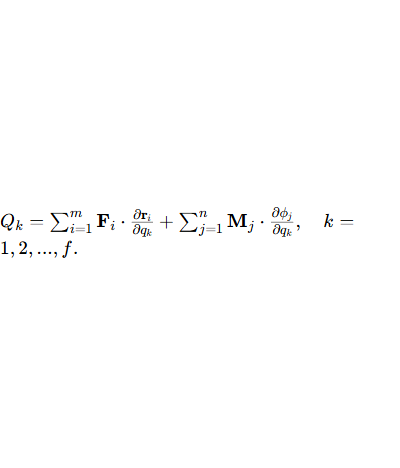 Q_k = \sum_{i=1}^{m} \mathbf{F}_i \cdot \frac{\partial \mathbf{r}_i}{\partial q_k} + \sum_{j=1}^{n} \mathbf{M}_j \cdot \frac{\partial \phi_j}{\partial q_k}, \quad k =
1, 2, ..., f.